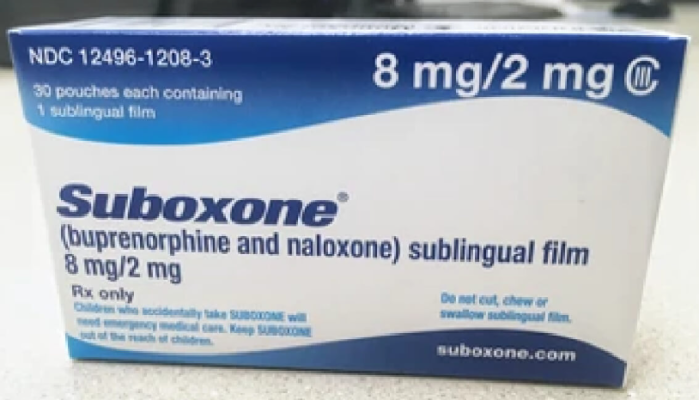 NDC 12496-1208-3
8 mg/2 mg CIII
30 pouches each containing
1 sublingual film
Suboxone®
(buprenorphine and naloxone) sublingual film
8 mg/2 mg
Rx only
Children who accidentally take SUBOXONE will
need emergency medical care. Keep SUBOXONE
out of the reach of children.
Do not cut, chew or
swallow sublingual film.
suboxone.com